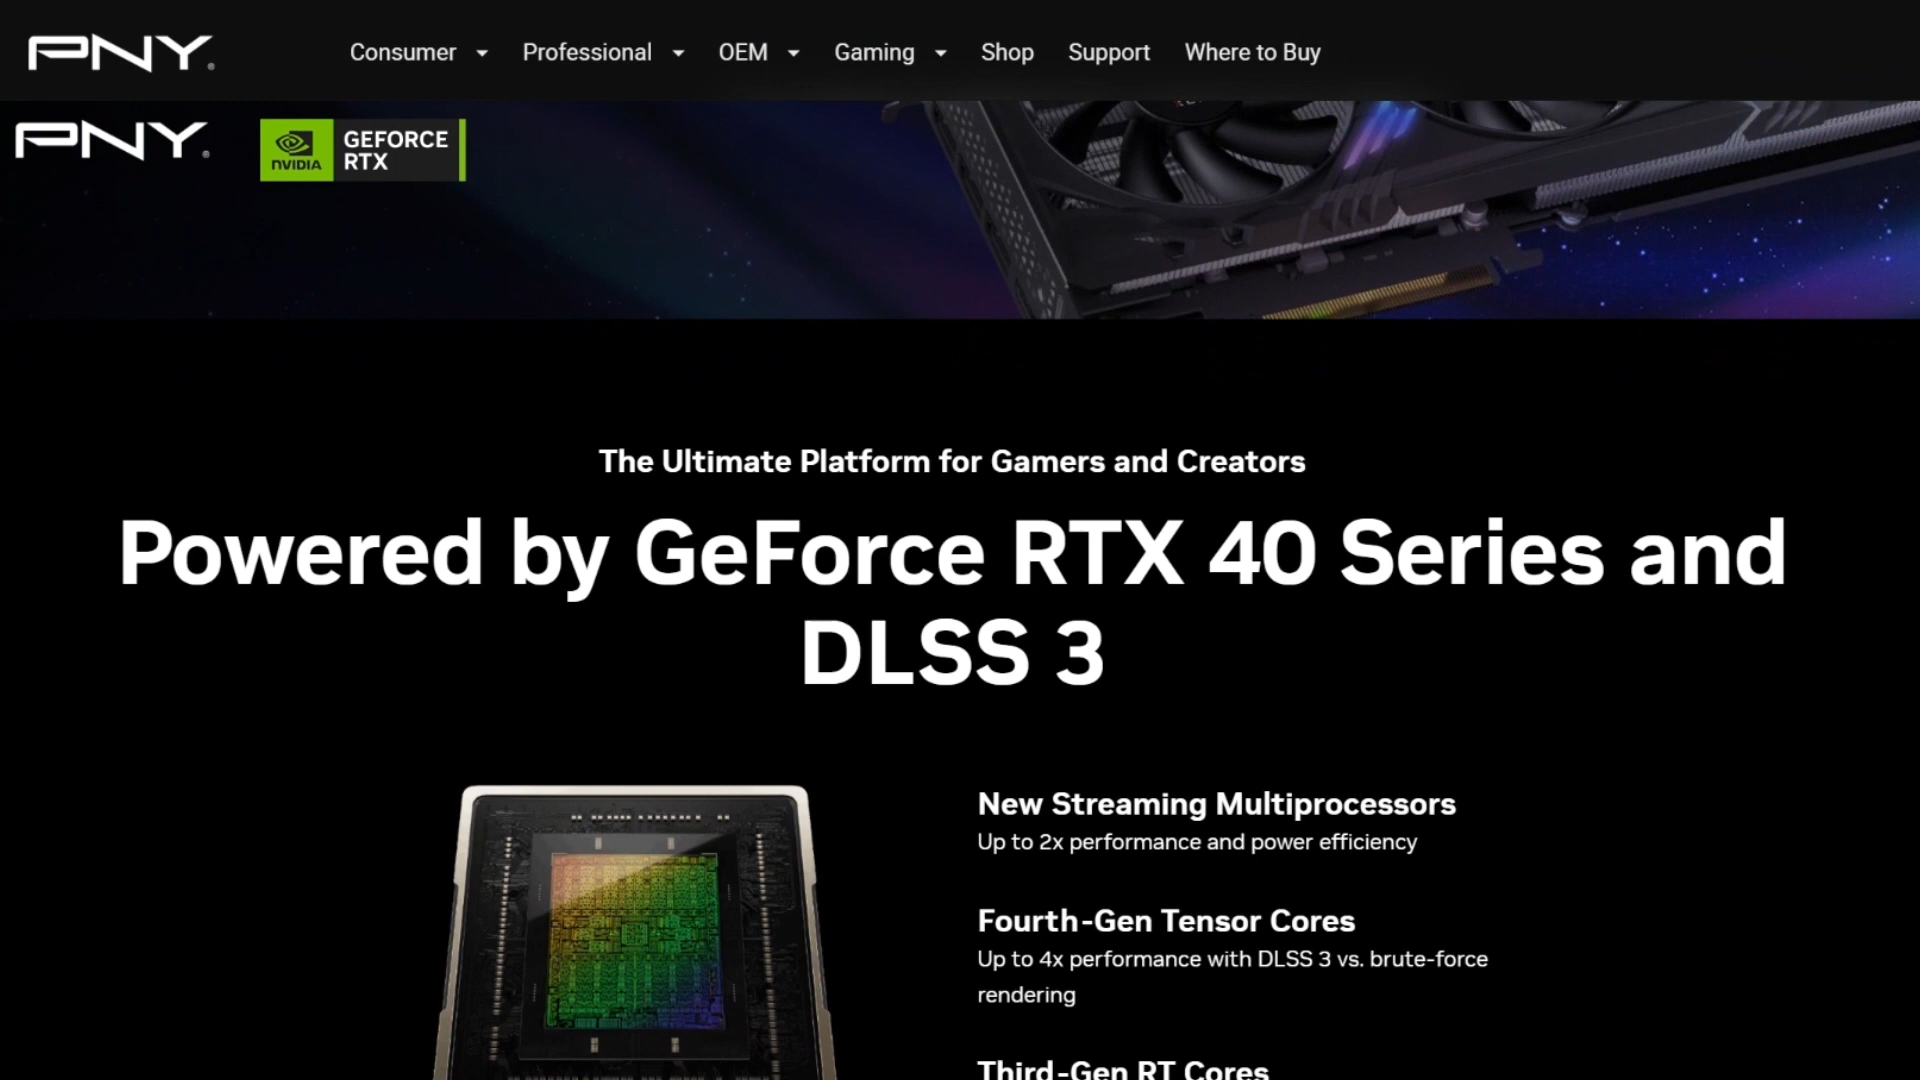 PNY® Consumer Professional OEM Gaming Shop Support Where to Buy
PNY®
NVIDIA
GEFORCE
RTX
The Ultimate Platform for Gamers and Creators
Powered by GeForce RTX 40 Series and
DLSS 3
New Streaming Multiprocessors
Up to 2x performance and power efficiency
Fourth-Gen Tensor Cores
Up to 4x performance with DLSS 3 vs. brute-force
rendering
Third-Gen RT Cores